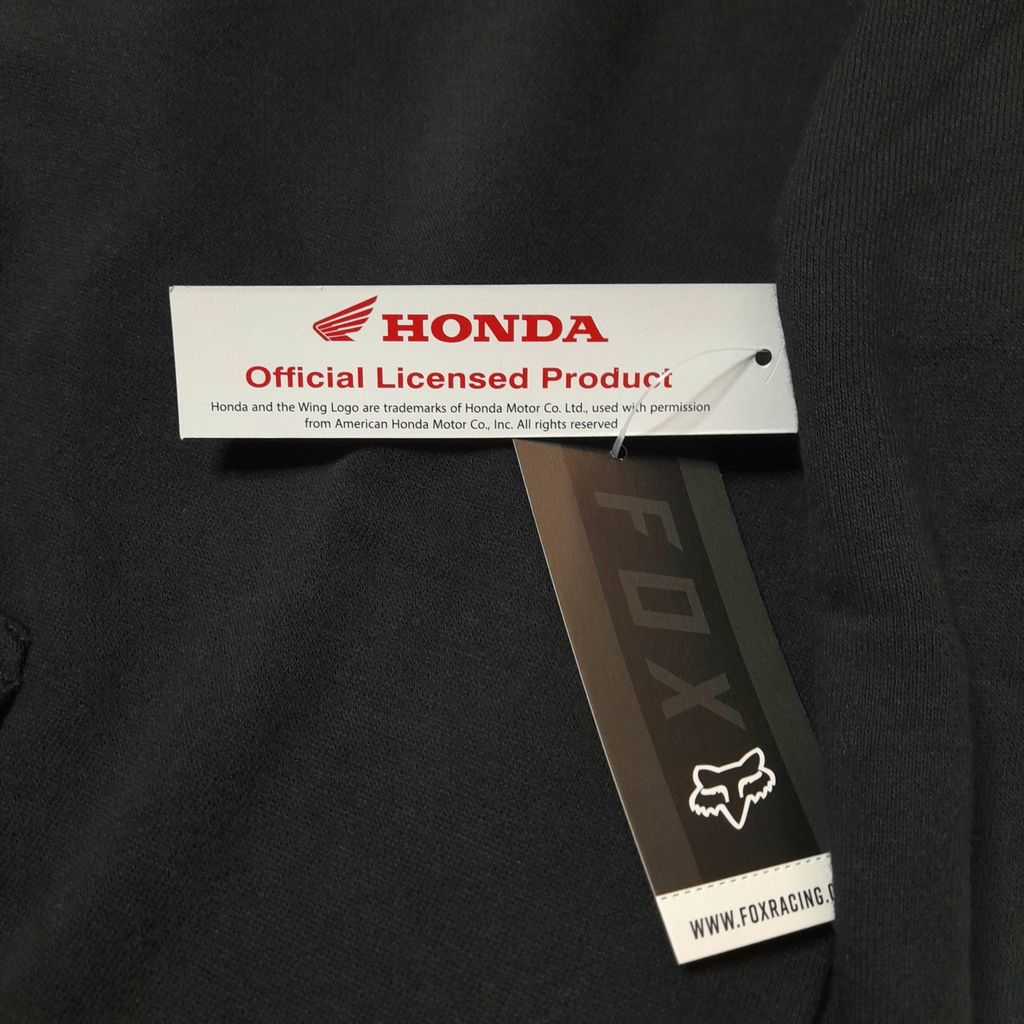 HONDA
Official Licensed Product
Honda and the Wing Logo are trademarks of Honda Motor Co. Ltd., used with permission
from American Honda Motor Co., Inc. All rights reserved
FOX
WWW.FOXRACING.